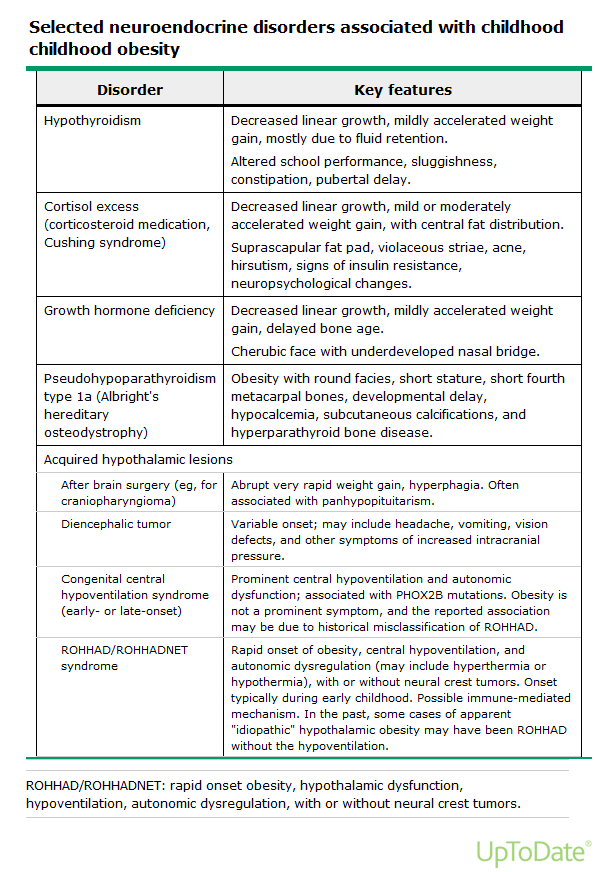 Selected neuroendocrine disorders associated with childhood
childhood obesity
Disorder
Key features
Hypothyroidism
Decreased linear growth, mildly accelerated weight
gain, mostly due to fluid retention.
Altered school performance, sluggishness,
constipation, pubertal delay.
Cortisol excess
(corticosteroid medication,
Cushing syndrome)
Decreased linear growth, mild or moderately
accelerated weight gain, with central fat distribution.
Suprascapular fat pad, violaceous striae, acne,
hirsutism, signs of insulin resistance,
neuropsychological changes.
Growth hormone deficiency
Decreased linear growth, mildly accelerated weight
gain, delayed bone age.
Cherubic face with underdeveloped nasal bridge.
Pseudohypoparathyroidism
type 1a (Albright's
hereditary
osteodystrophy)
Obesity with round facies, short stature, short fourth
metacarpal bones, developmental delay,
hypocalcemia, subcutaneous calcifications, and
hyperparathyroid bone disease.
Acquired hypothalamic lesions
After brain surgery (eg, for
craniopharyngioma)
Abrupt very rapid weight gain, hyperphagia. Often
associated with panhypopituitarism.
Diencephalic tumor
Variable onset; may include headache, vomiting, vision
defects, and other symptoms of increased intracranial
pressure.
Congenital central
hypoventilation syndrome
(early- or late-onset)
Prominent central hypoventilation and autonomic
dysfunction; associated with PHOX2B mutations. Obesity is
not a prominent symptom, and the reported association
may be due to historical misclassification of ROHHAD.
ROHHAD/ROHHADNET
syndrome
Rapid onset of obesity, central hypoventilation, and
autonomic dysregulation (may include hyperthermia or
hypothermia), with or without neural crest tumors. Onset
typically during early childhood. Possible immune-mediated
mechanism. In the past, some cases of apparent
"idiopathic" hypothalamic obesity may have been ROHHAD
without the hypoventilation.
ROHHAD/ROHHADNET: rapid onset obesity, hypothalamic dysfunction,
hypoventilation, autonomic dysregulation, with or without neural crest tumors.
UpToDate®